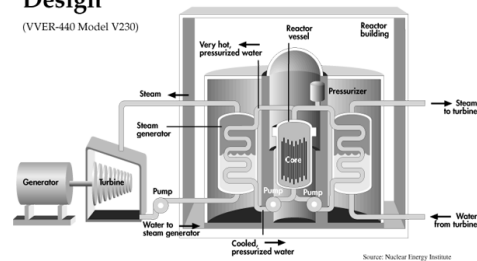 Design
(VVER-440 Model V230)
Reactor
vessel
Reactor
building
Very hot,
pressurized water
Steam
Pressurizer
Steam
to turbine
Steam
generator
Core
Generator
Turbine
Pump
Pump
Pump
Water to
steam generator
Water
from turbine
Cooled,
pressurized water
Source: Nuclear Energy Institute